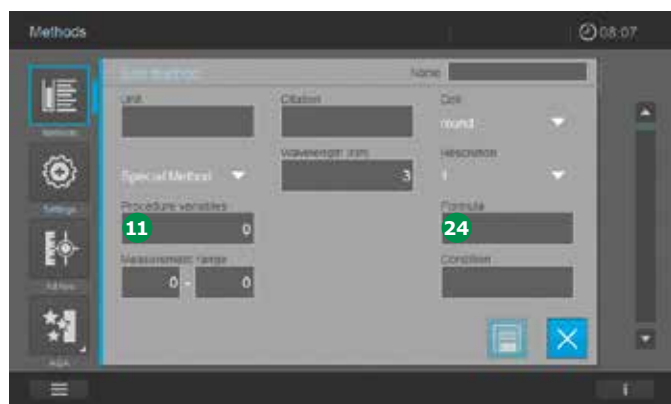 Methods
08:07
Name
Unit
Citation
Cell
round
Special Method
Wavelength (nm)
3
Resolution
1
Procedure variables
11
0
Formula
24
Measurement range
0 - 0
Condition
Methods
Settings
AQA
i